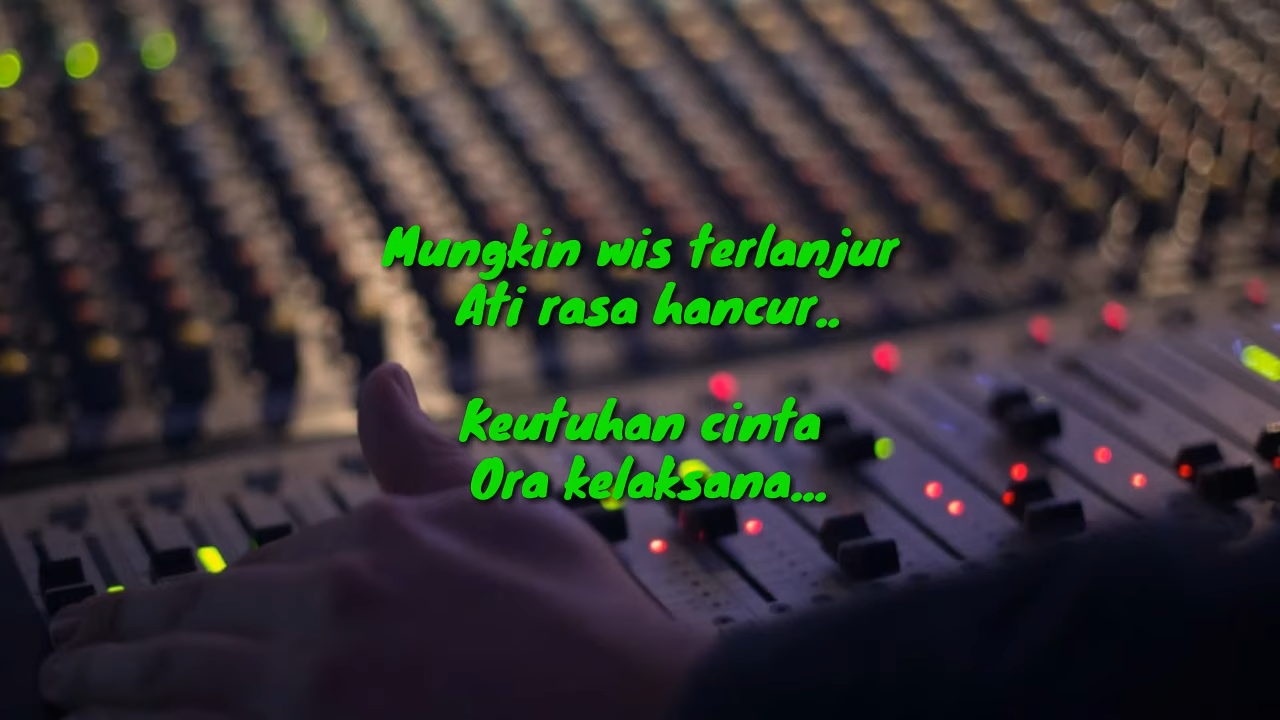 Mungkin wis terlanjur
Ati rasa hancur..
Keutuhan cinta
Ora kelaksana...